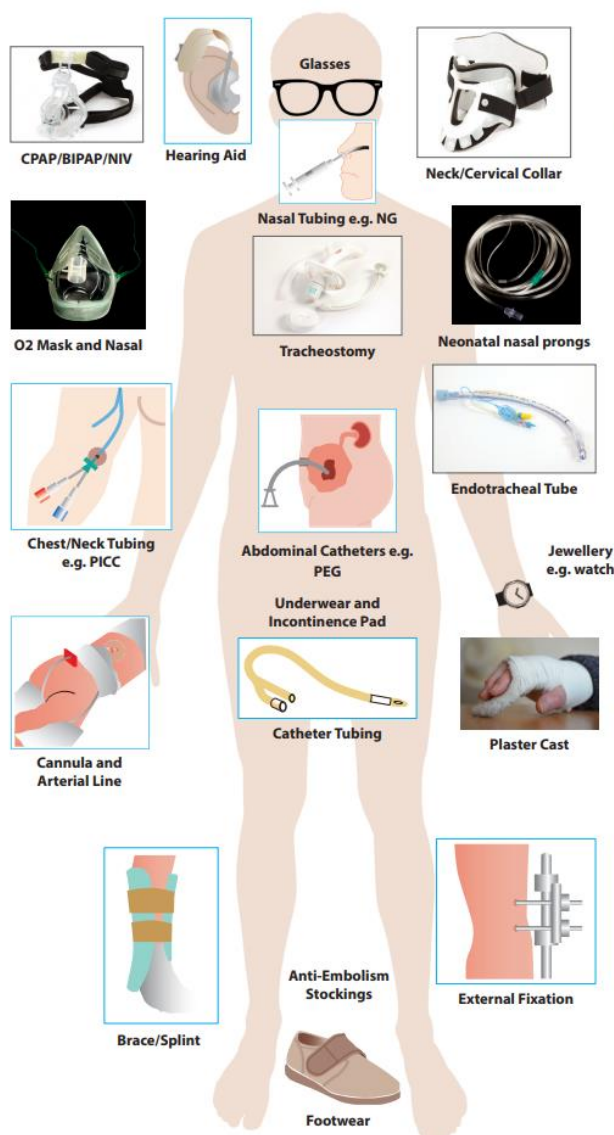 Glasses
CPAP/BIPAP/NIV
Hearing Aid
Neck/Cervical Collar
Nasal Tubing e.g. NG
O2 Mask and Nasal
Tracheostomy
Neonatal nasal prongs
Endotracheal Tube
Chest/Neck Tubing
e.g. PICC
Abdominal Catheters e.g.
PEG
Jewellery
e.g. watch
Underwear and
Incontinence Pad
Catheter Tubing
Plaster Cast
Cannula and
Arterial Line
Brace/Splint
Anti-Embolism
Stockings
External Fixation
Footwear